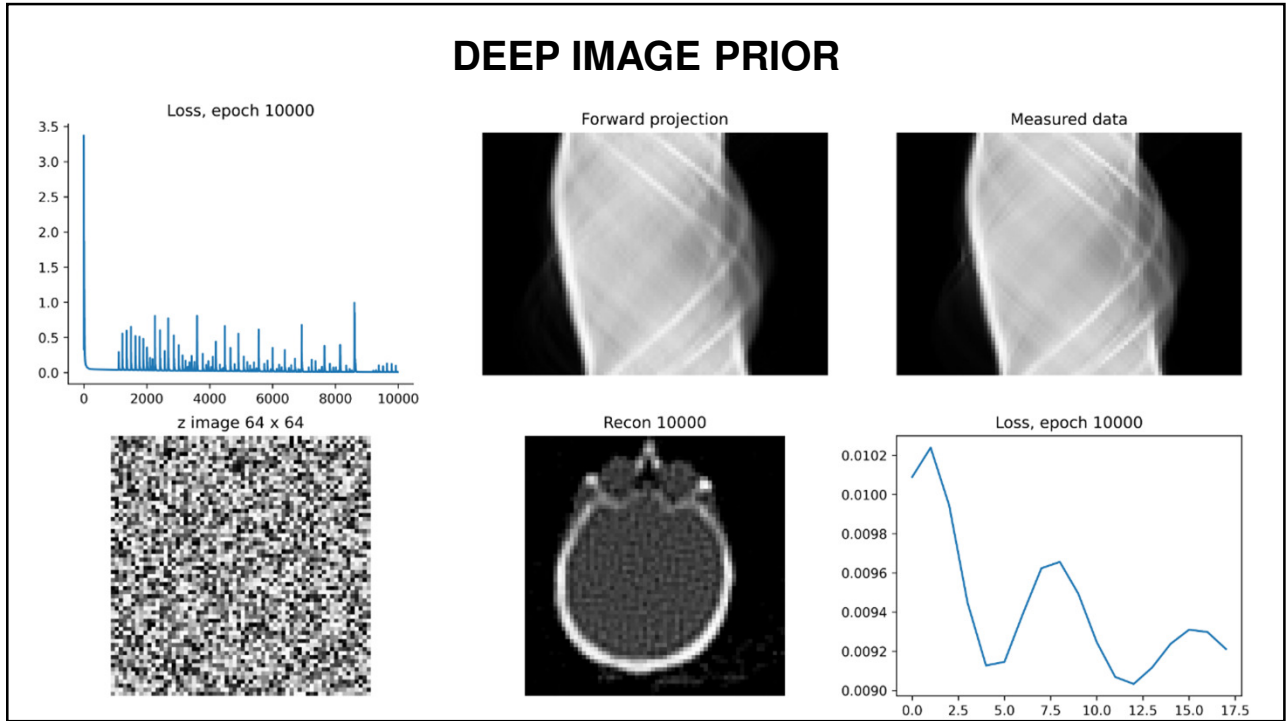 DEEP IMAGE PRIOR
Loss, epoch 10000
3.5
3.0
2.5
2.0
1.5
1.0
0.5
0.0
0 2000 4000 6000 8000 10000
Forward projection
Measured data
z image 64 x 64
Recon 10000
Loss, epoch 10000
0.0102
0.0100
0.0098
0.0096
0.0094
0.0092
0.0090
0.0 2.5 5.0 7.5 10.0 12.5 15.0 17.5